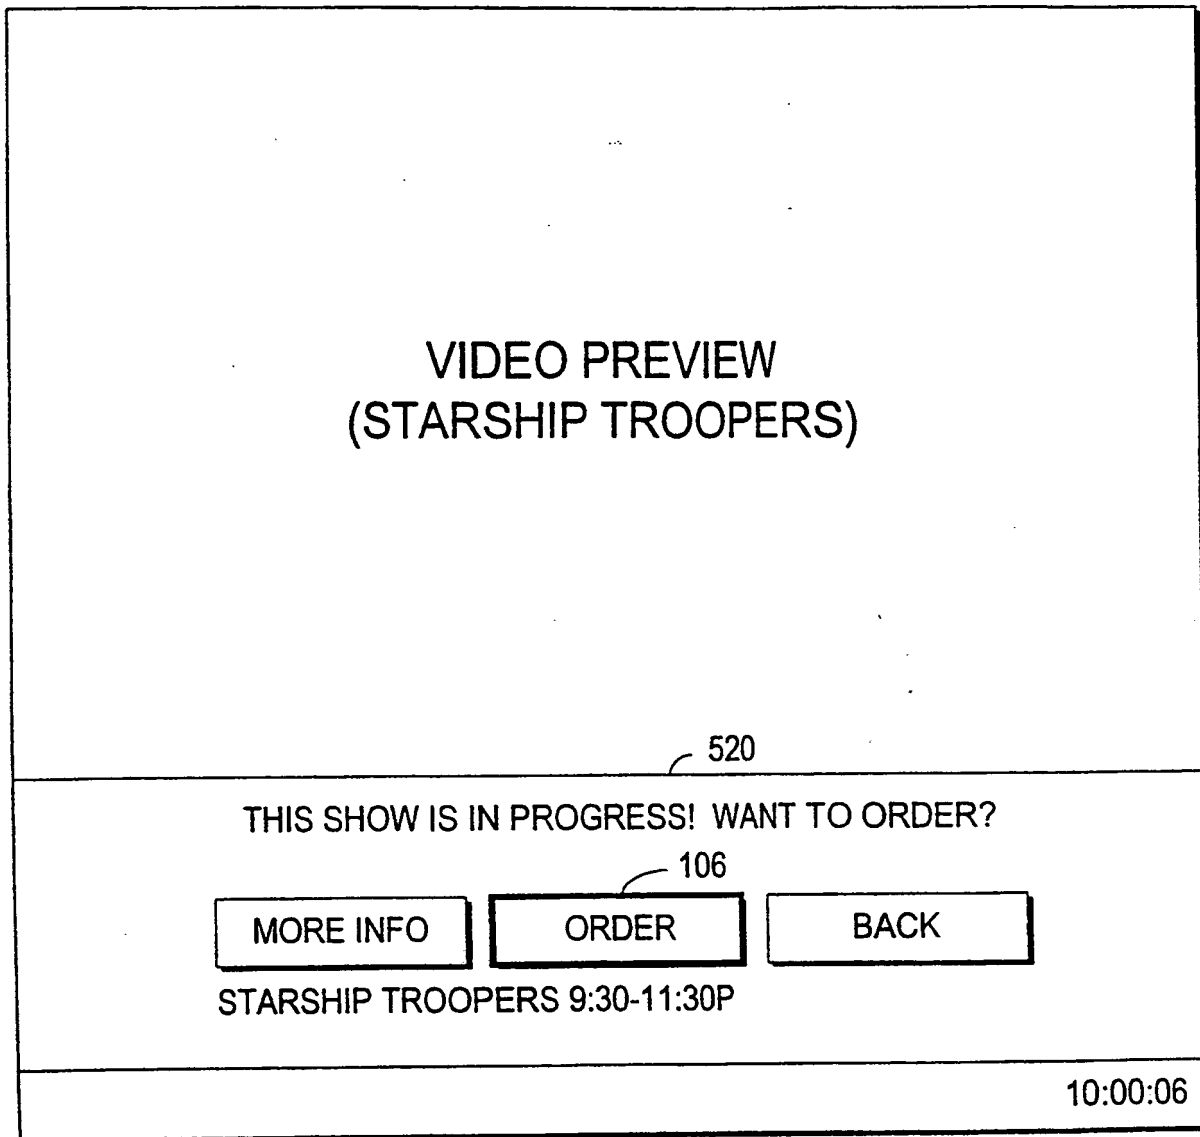 VIDEO PREVIEW
(STARSHIP TROOPERS)
520
THIS SHOW IS IN PROGRESS! WANT TO ORDER?
106
MORE INFO ORDER BACK
STARSHIP TROOPERS 9:30-11:30P
10:00:06